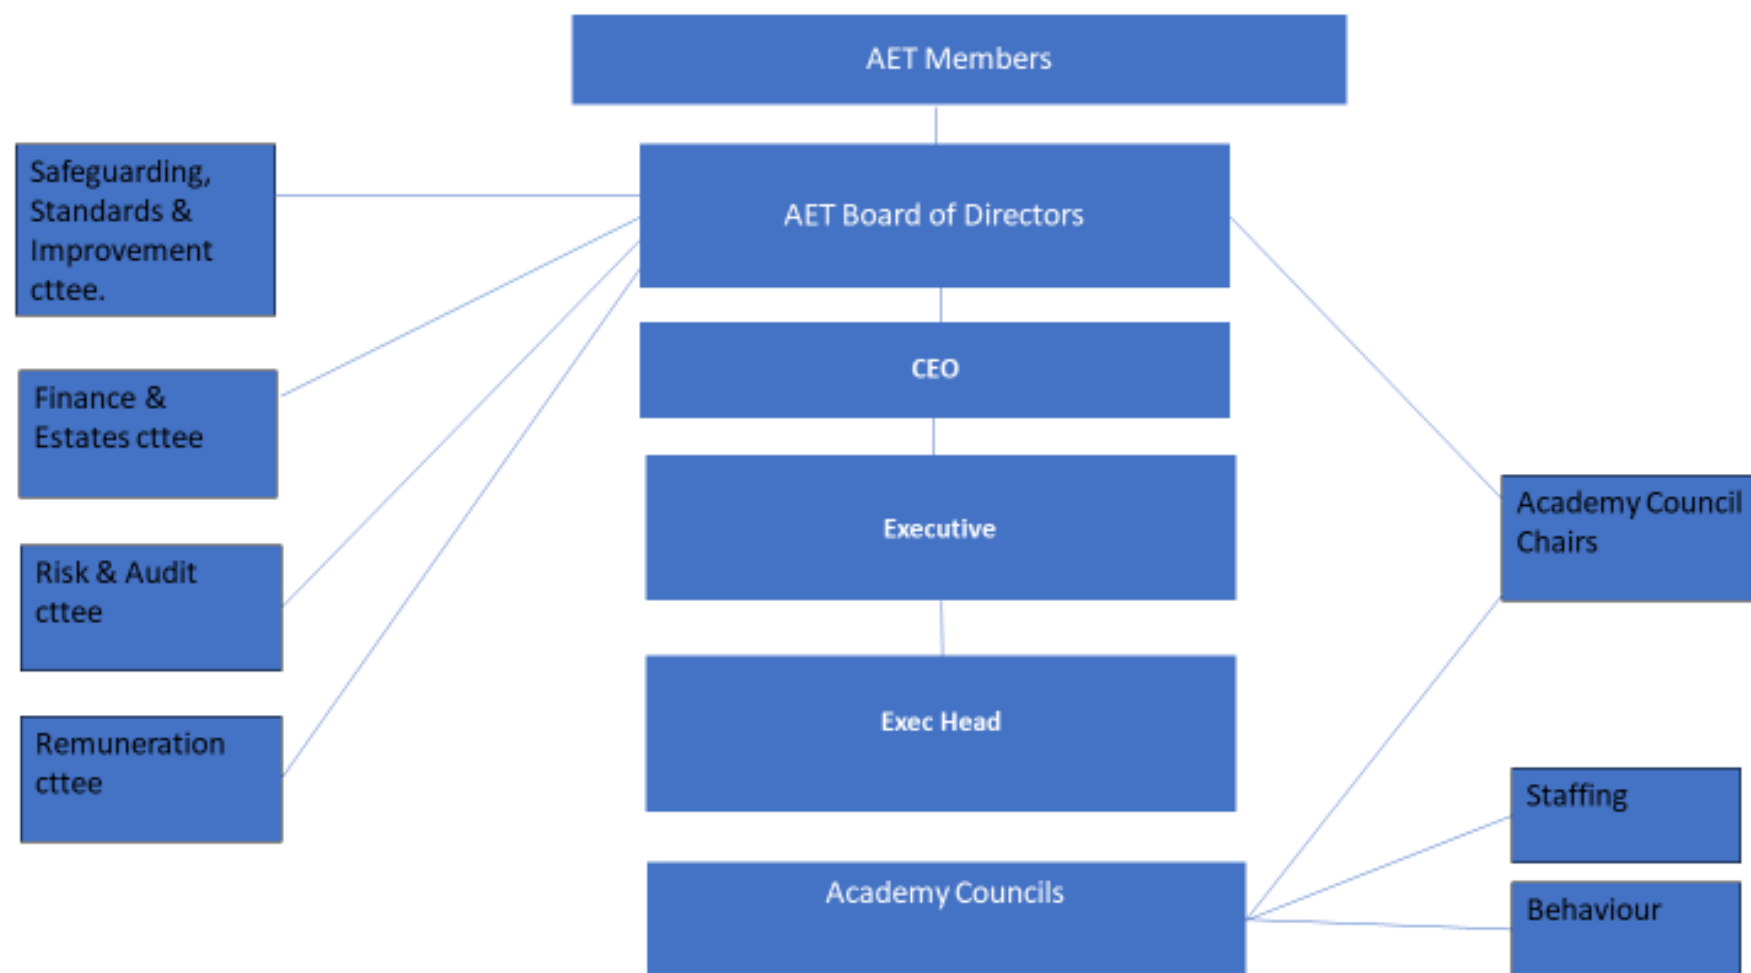 AET Members
Safeguarding,
Standards &
Improvement
cttee.
AET Board of Directors
CEO
Finance &
Estates cttee
Executive
Academy Council
Chairs
Risk & Audit
cttee
Exec Head
Remuneration
cttee
Staffing
Academy Councils
Behaviour